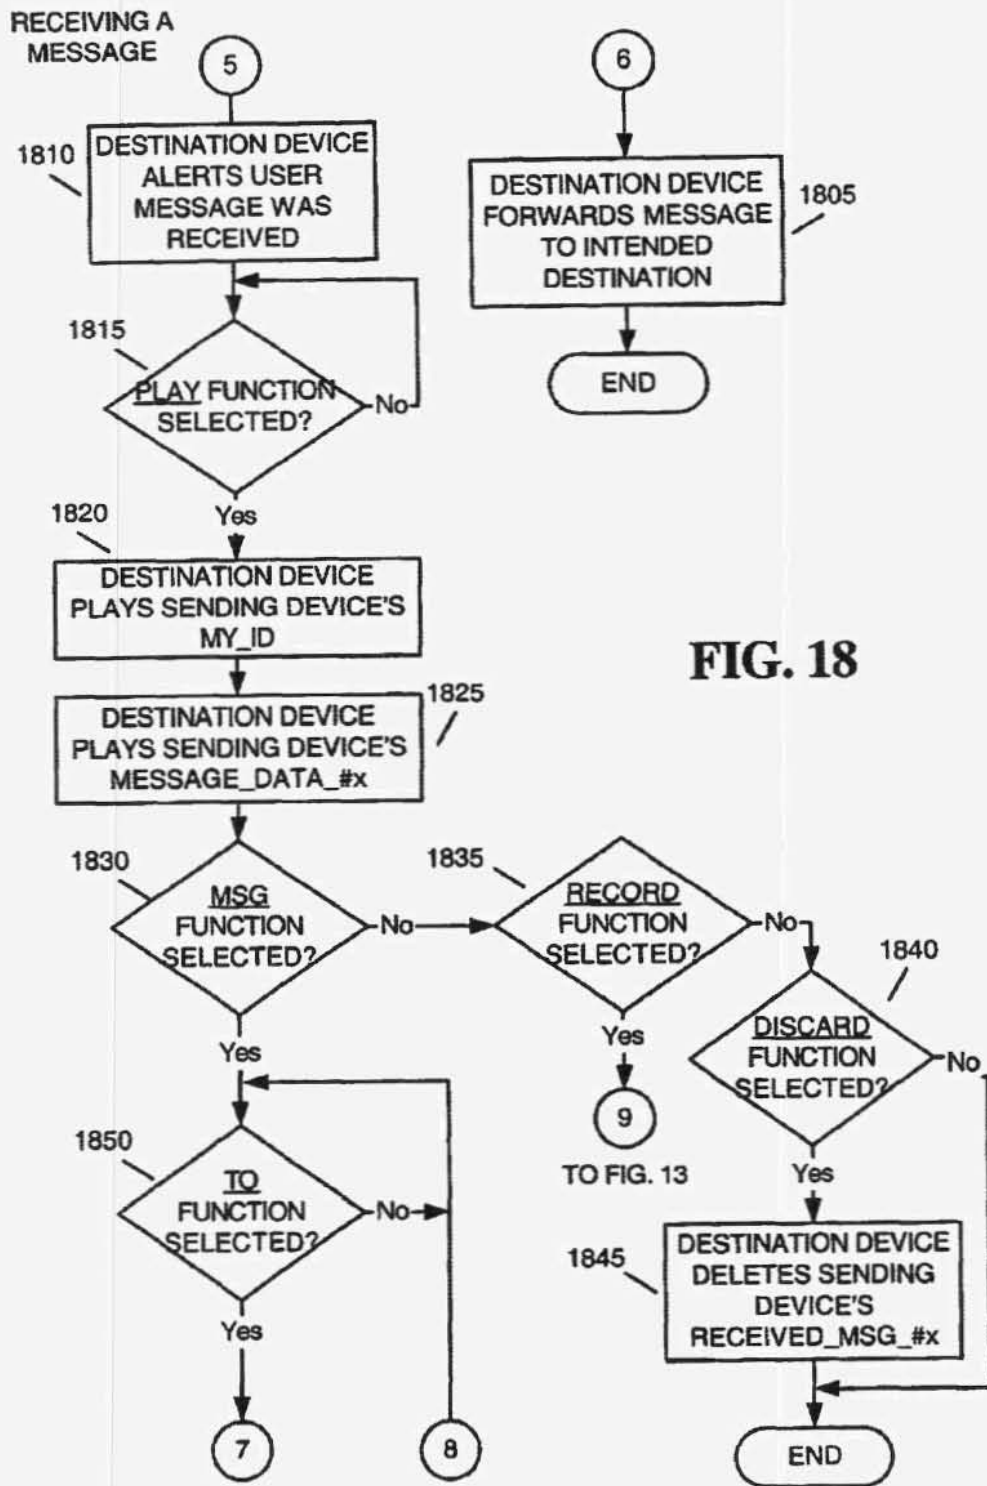 RECEIVING A
MESSAGE
5
6
1810
DESTINATION DEVICE
ALERTS USER
MESSAGE WAS
RECEIVED
DESTINATION DEVICE
FORWARDS MESSAGE
TO INTENDED
DESTINATION
1805
END
1815
PLAY FUNCTION
SELECTED?
No
Yes
1820
DESTINATION DEVICE
PLAYS SENDING DEVICE'S
MY_ID
FIG. 18
1825
DESTINATION DEVICE
PLAYS SENDING DEVICE'S
MESSAGE_DATA_#x
1830
MSG
FUNCTION
SELECTED?
No
Yes
1835
RECORD
FUNCTION
SELECTED?
No
Yes
9
TO FIG. 13
1840
DISCARD
FUNCTION
SELECTED?
No
Yes
1850
TO
FUNCTION
SELECTED?
No
Yes
1845
DESTINATION DEVICE
DELETES SENDING
DEVICE'S
RECEIVED_MSG_#x
7
8
END